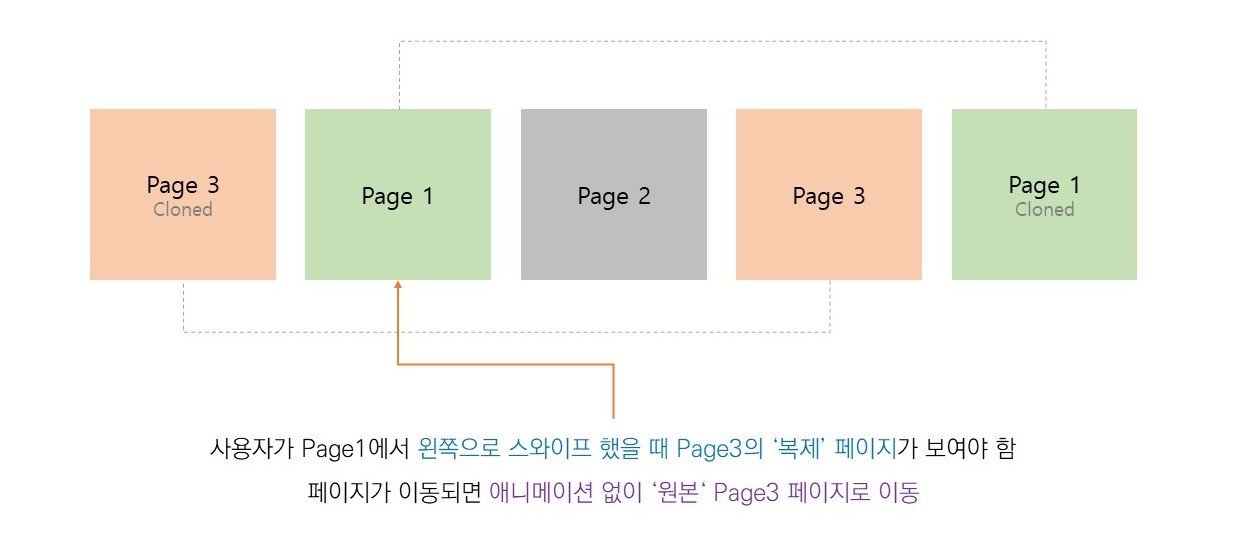 Page 3
Cloned
Page 1
Page 2
Page 3
Page 1
Cloned
사용자가 Page1에서 왼쪽으로 스와이프 했을 때 Page3의 ‘복제’ 페이지가 보여야 함
페이지가 이동되면 애니메이션 없이 ‘원본‘ Page3 페이지로 이동